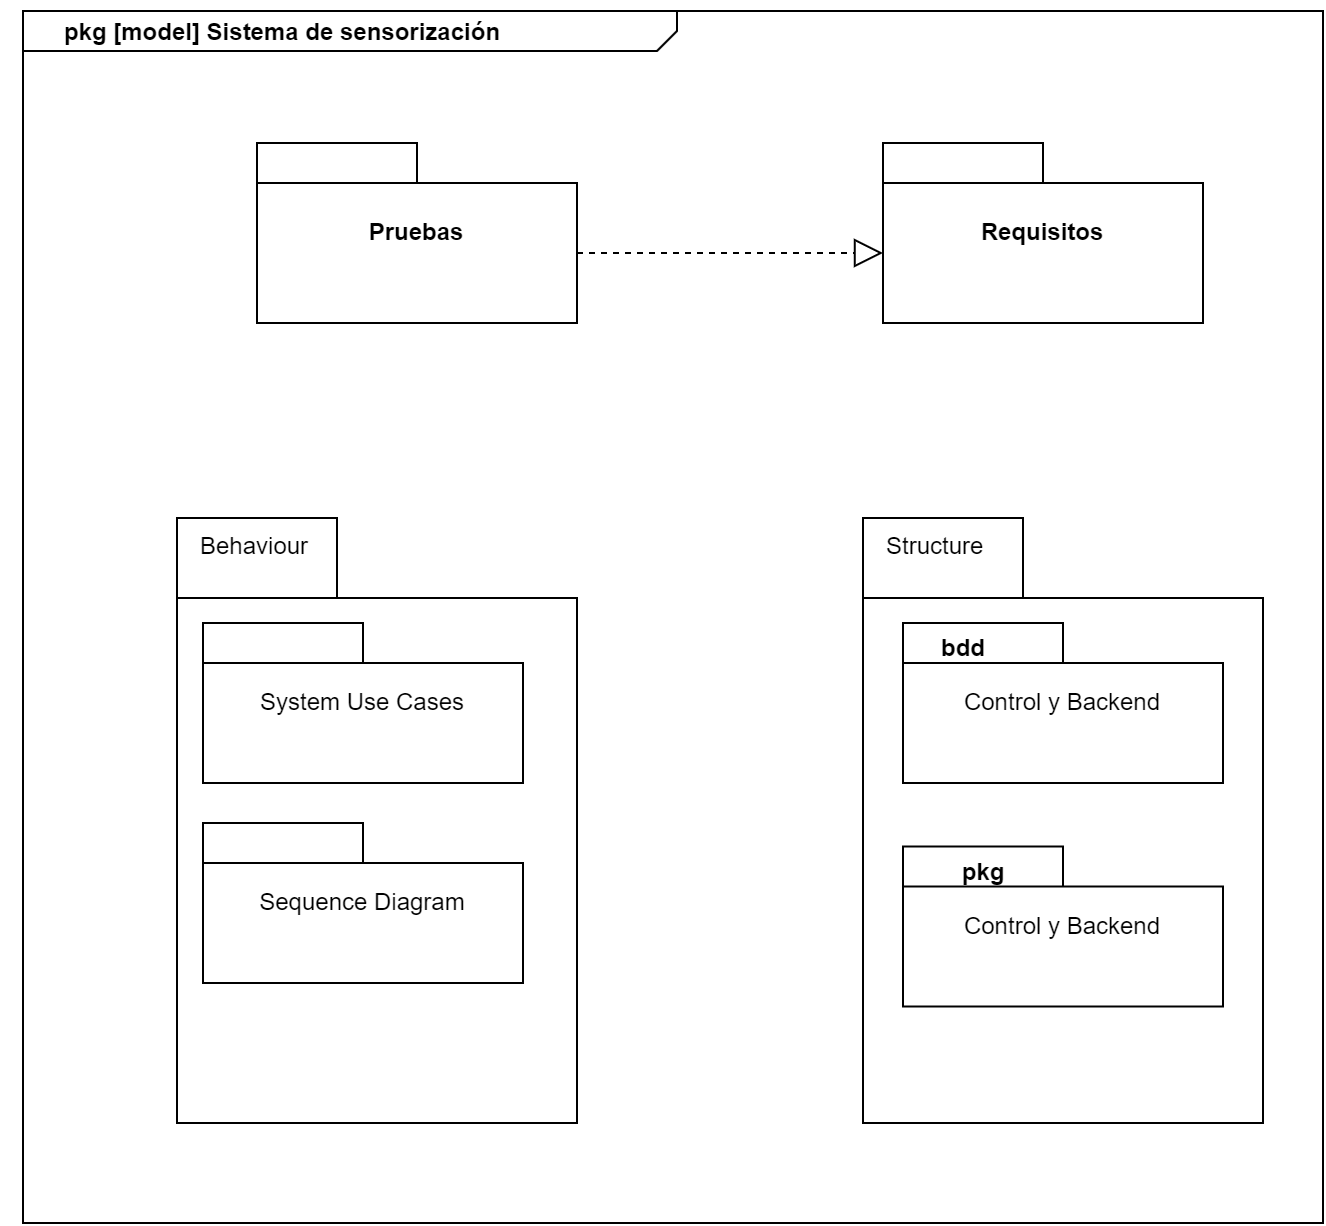 pkg [model] Sistema de sensorización
Pruebas
Requisitos
Behaviour
System Use Cases
Sequence Diagram
Structure
bdd
Control y Backend
pkg
Control y Backend